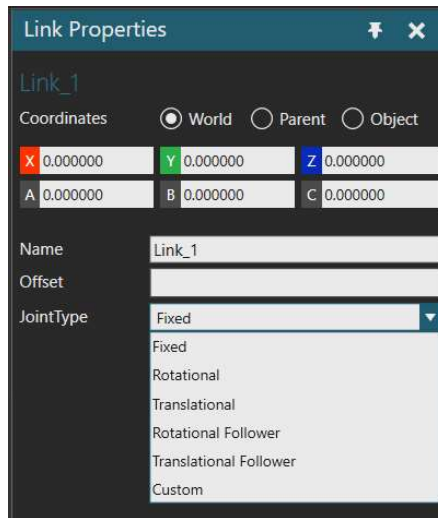 Link Properties
Link_1
Coordinates World Parent Object
X 0.000000 Y 0.000000 Z 0.000000
A 0.000000 B 0.000000 C 0.000000
Name Link_1
Offset
JointType Fixed
Fixed
Rotational
Translational
Rotational Follower
Translational Follower
Custom